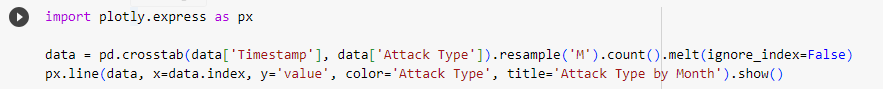 import plotly.express as px
data = pd.crosstab(data['Timestamp'], data['Attack Type']).resample('M').count().melt(ignore_index=False)
px.line(data, x=data.index, y='value', color='Attack Type', title='Attack Type by Month').show()